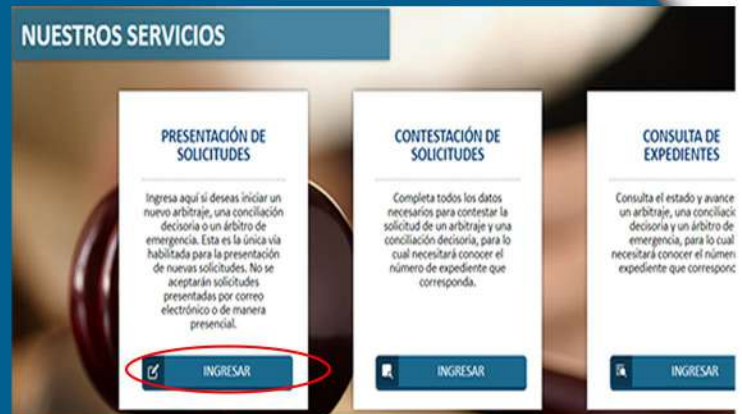 NUESTROS SERVICIOS
PRESENTACIÓN DE
SOLICITUDES
Ingresa aquí si deseas iniciar un
nuevo arbitraje, una conciliación
decisoria o un árbitro de
emergencia. Esta es la única vía
habilitada para la presentación
de nuevas solicitudes. No se
aceptarán solicitudes
presentadas por correo
electrónico o de manera
presencial.
INGRESAR
CONTESTACIÓN DE
SOLICITUDES
Completa todos los datos
necesarios para contestar la
solicitud de un arbitraje y una
conciliación decisoria, para lo
cual necesitará conocer el
número de expediente que
corresponda.
INGRESAR
CONSULTA DE
EXPEDIENTES
Consulta el estado y avance
un arbitraje, una
decisoria y un árbitro de
emergencia, para lo cual
necesitará conocer el
expediente que
INGRESAR